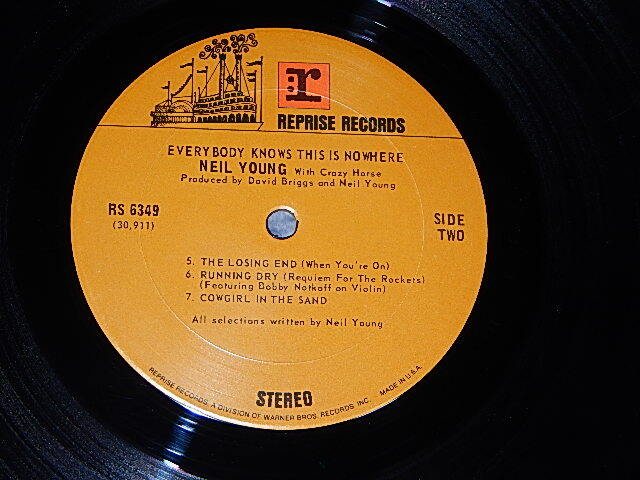 r:
REPRISE RECORDS
EVERYBODY KNOWS THIS IS NOWHERE
NEIL YOUNG With Crazy Horse
Produced by David Briggs and Neil Young
RS 6349
(30,911)
SIDE
TWO
5. THE LOSING END (When You're On)
6. RUNNING DRY (Requiem For The Rockets)
(Featuring Bobby Notkoff on Violin)
7. COWGIRL IN THE SAND
All selections written by Neil Young
STEREO
REPRISE RECORDS, A DIVISION OF WARNER BROS. RECORDS, INC. MADE IN U.S.A.